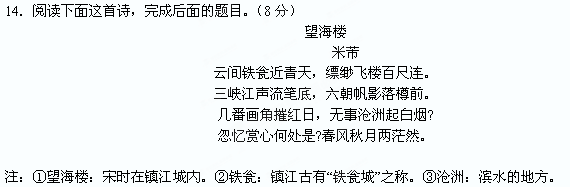 14．阅读下面这首诗，完成后面的题目。（8 分）
望海楼
米芾
云间铁瓮近青天，缥缈飞楼百尺连。
三峡江声流笔底，六朝帆影落樽前。
几番画角摧红日，无事沧洲起白烟?
忽忆赏心何处是?春风秋月两茫然。
注：①望海楼：宋时在镇江城内。②铁瓮：镇江古有“铁瓮城”之称。③沧洲：滨水的地方。